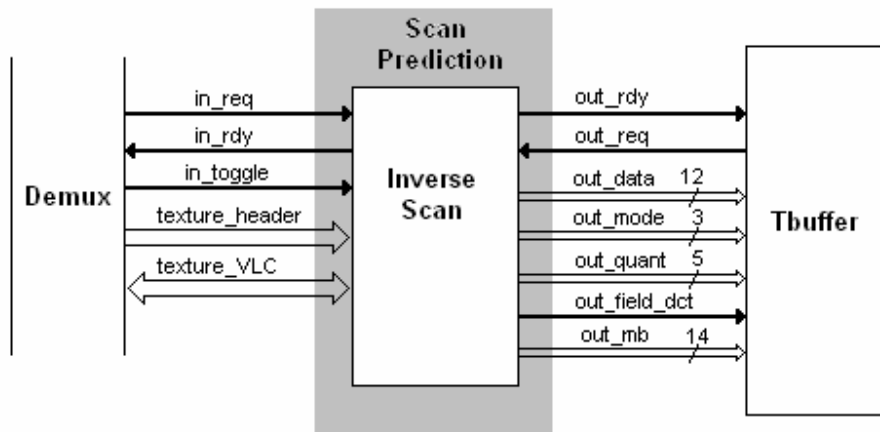 Scan
Prediction
in_req
in_rdy
in_toggle
Demux
texture_header
texture_VLC
Inverse
Scan
out_rdy
out_req
out_data 12
out_mode 3
out_quant 5
out_field_dct
out_mb 14
Tbuffer